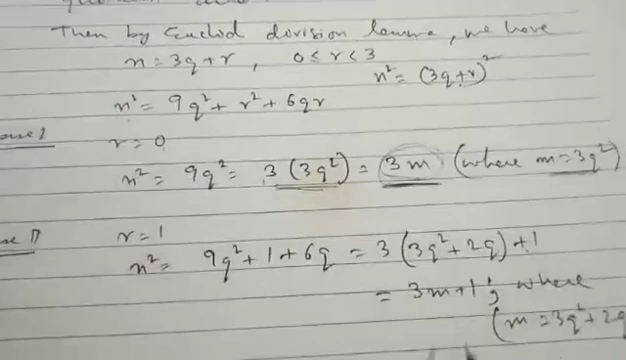 Then by Euclid division lemma, we have
n = 3q + r , 0 ≤ r < 3
n² = (3q + r)²
n² = 9q² + r² + 6qr
r = 0
n² = 9q² = 3 (3q²) = 3m (where m = 3q²)
r = 1
n² = 9q² + 1 + 6q = 3 (3q² + 2q) + 1
= 3m + 1 ; where
(m = 3q² + 2q